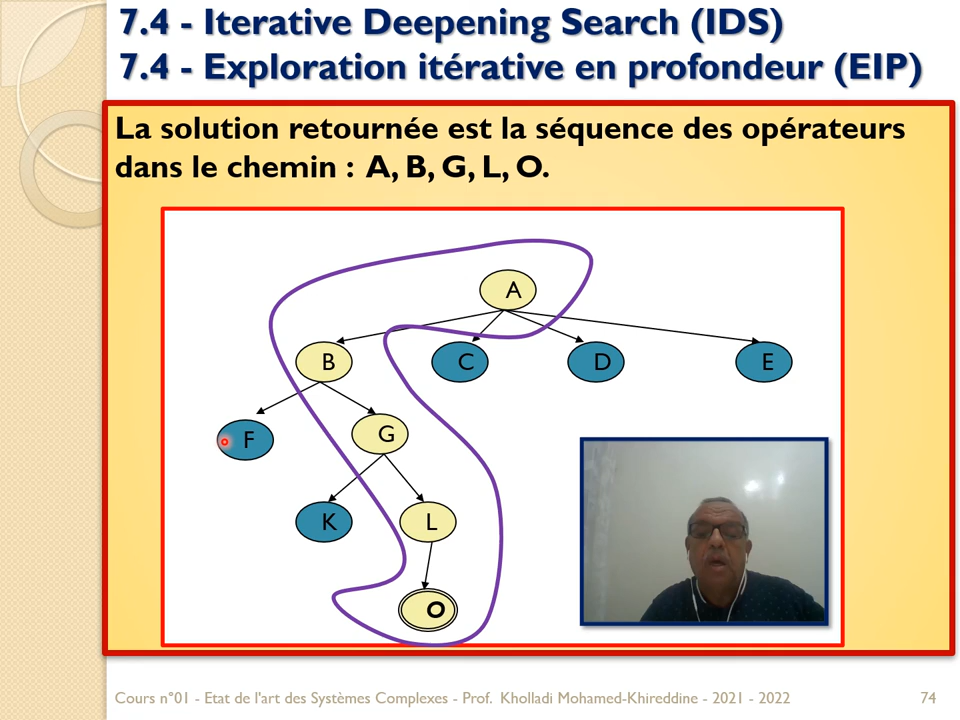 7.4 - Iterative Deepening Search (IDS)
7.4 - Exploration itérative en profondeur (EIP)
La solution retournée est la séquence des opérateurs
dans le chemin : A, B, G, L, O.
A
B
C
D
E
F
G
K
L
O
Cours n°01 - Etat de l'art des Systèmes Complexes - Prof. Kholladi Mohamed-Khireddine - 2021 - 2022
74